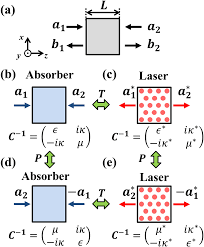 (a)
L
a₁ a₂
b₁ b₂
x y z
(b) Absorber
(c) Laser
a₁ a₂ T a₁* a₂*
C⁻¹ = ( ϵ iκ
-iκ μ )
C⁻¹ = ( ϵ* iκ*
-iκ* μ* )
P P
(d) Absorber
(e) Laser
a₂ -a₁ T a₂* -a₁*
C⁻¹ = ( μ iκ
-iκ ϵ )
C⁻¹ = ( μ* iκ*
-iκ* ϵ* )